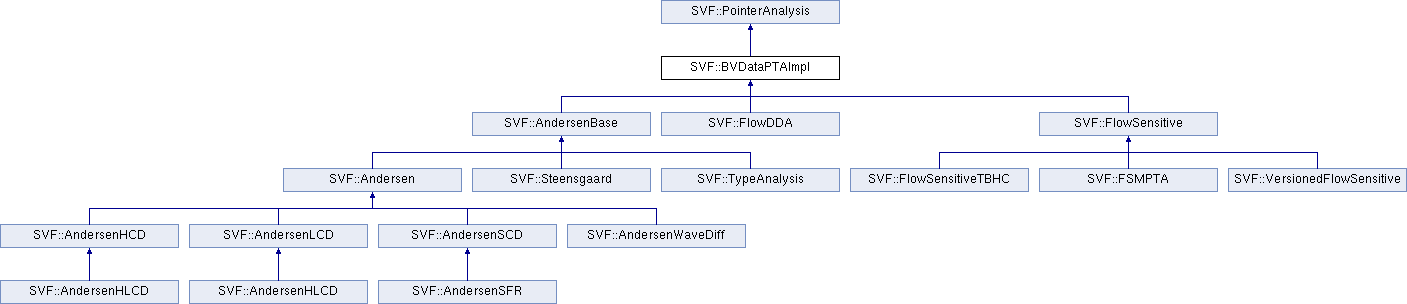 SVF::PointerAnalysis
SVF::BVDataPTAImpl
SVF::AndersenBase
SVF::FlowDDA
SVF::FlowSensitive
SVF::Andersen
SVF::Steensgaard
SVF::TypeAnalysis
SVF::FlowSensitiveTBHC
SVF::FSMPTA
SVF::VersionedFlowSensitive
SVF::AndersenHCD
SVF::AndersenLCD
SVF::AndersenSCD
SVF::AndersenWaveDiff
SVF::AndersenHLCD
SVF::AndersenHLCD
SVF::AndersenSFR